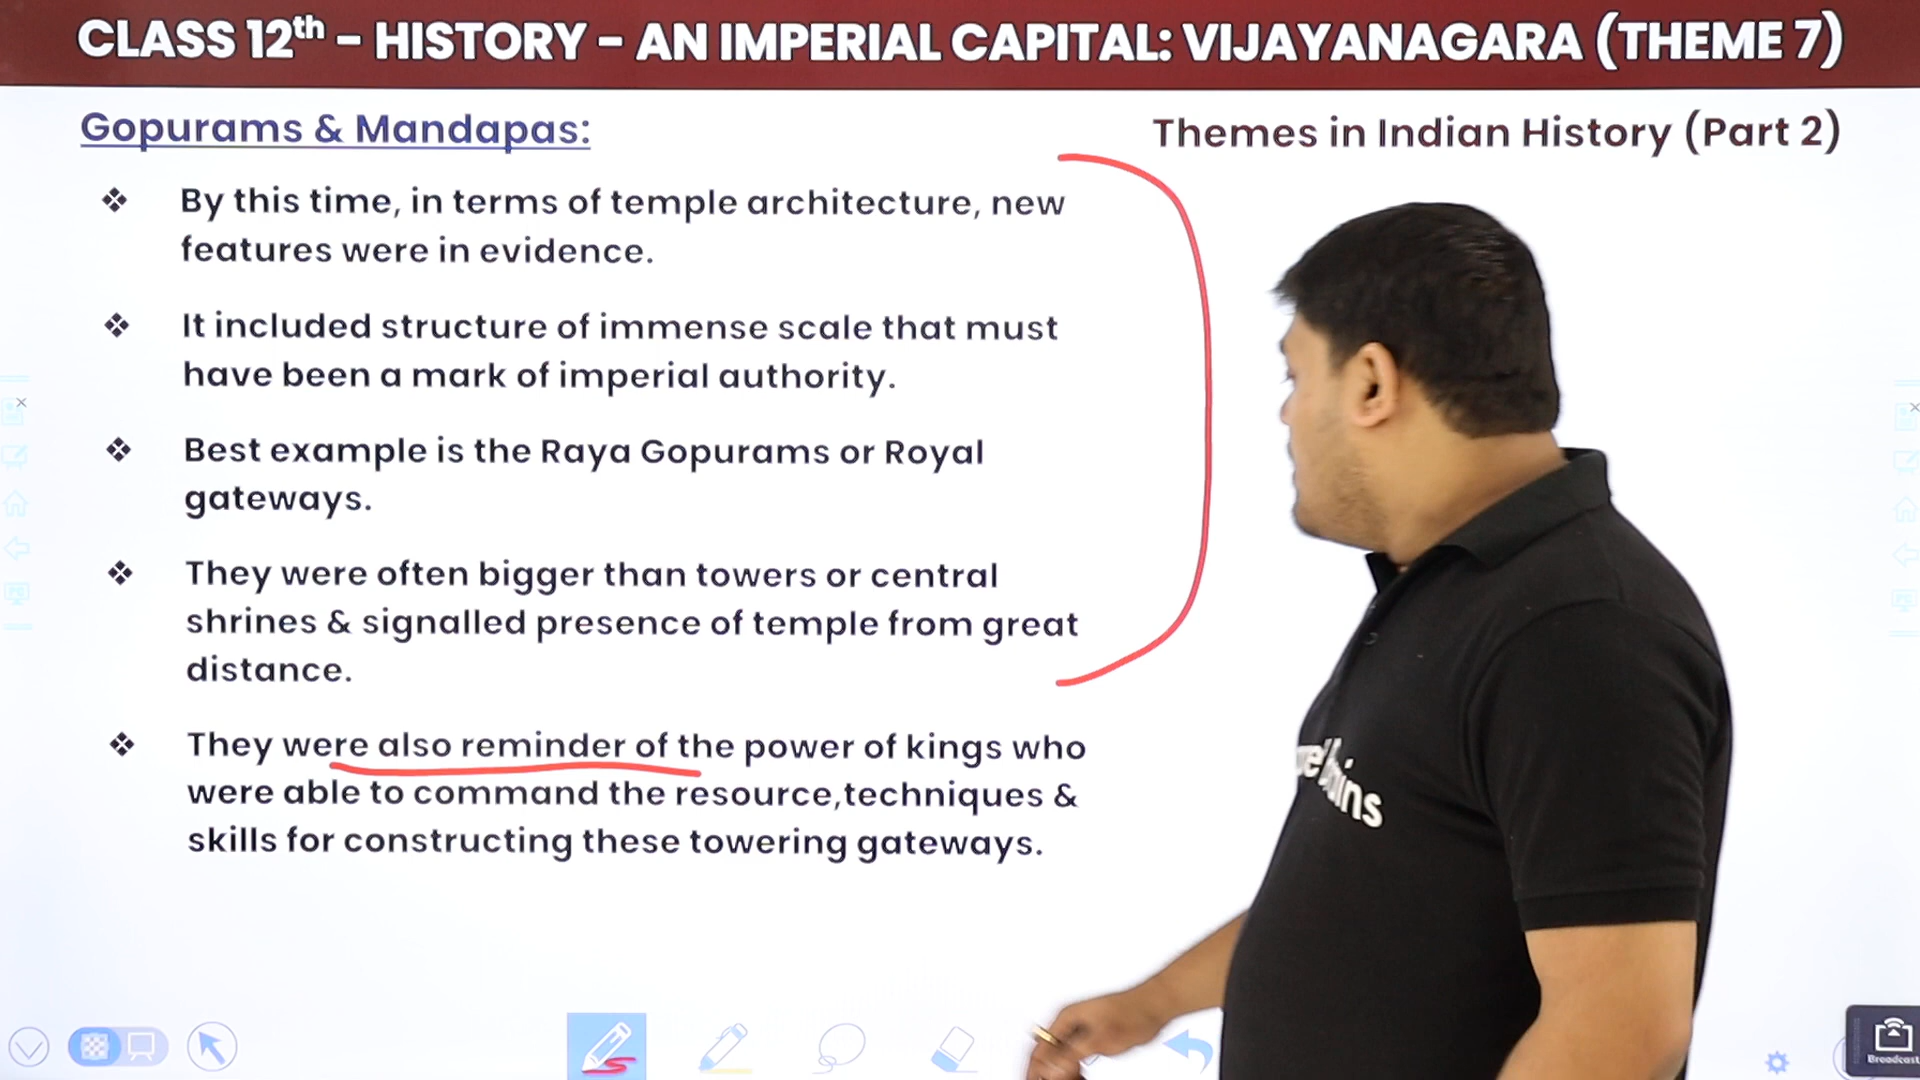 CLASS 12th - HISTORY - AN IMPERIAL CAPITAL: VIJAYANAGARA (THEME 7)
Gopurams & Mandapas:
Themes in Indian History (Part 2)
❖ By this time, in terms of temple architecture, new
features were in evidence.
❖ It included structure of immense scale that must
have been a mark of imperial authority.
❖ Best example is the Raya Gopurams or Royal
gateways.
❖ They were often bigger than towers or central
shrines & signalled presence of temple from great
distance.
❖ They were also reminder of the power of kings who
were able to command the resource,techniques &
skills for constructing these towering gateways.
Broadcast